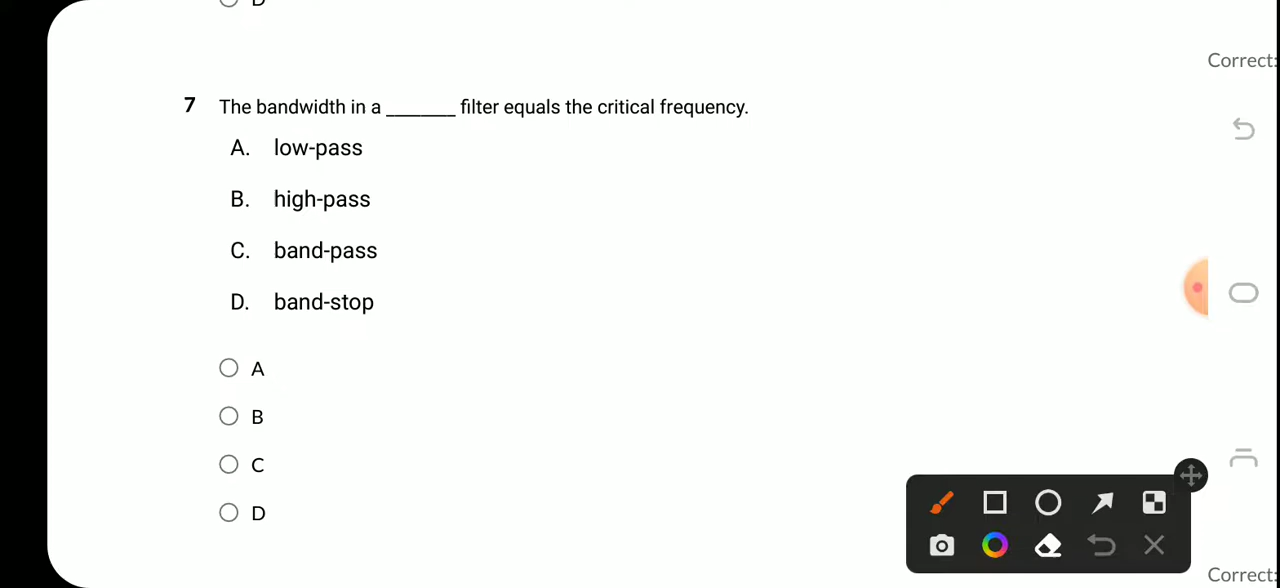 D
Correct:
7 The bandwidth in a _______ filter equals the critical frequency.
A. low-pass
B. high-pass
C. band-pass
D. band-stop
A
B
C
D
Correct: